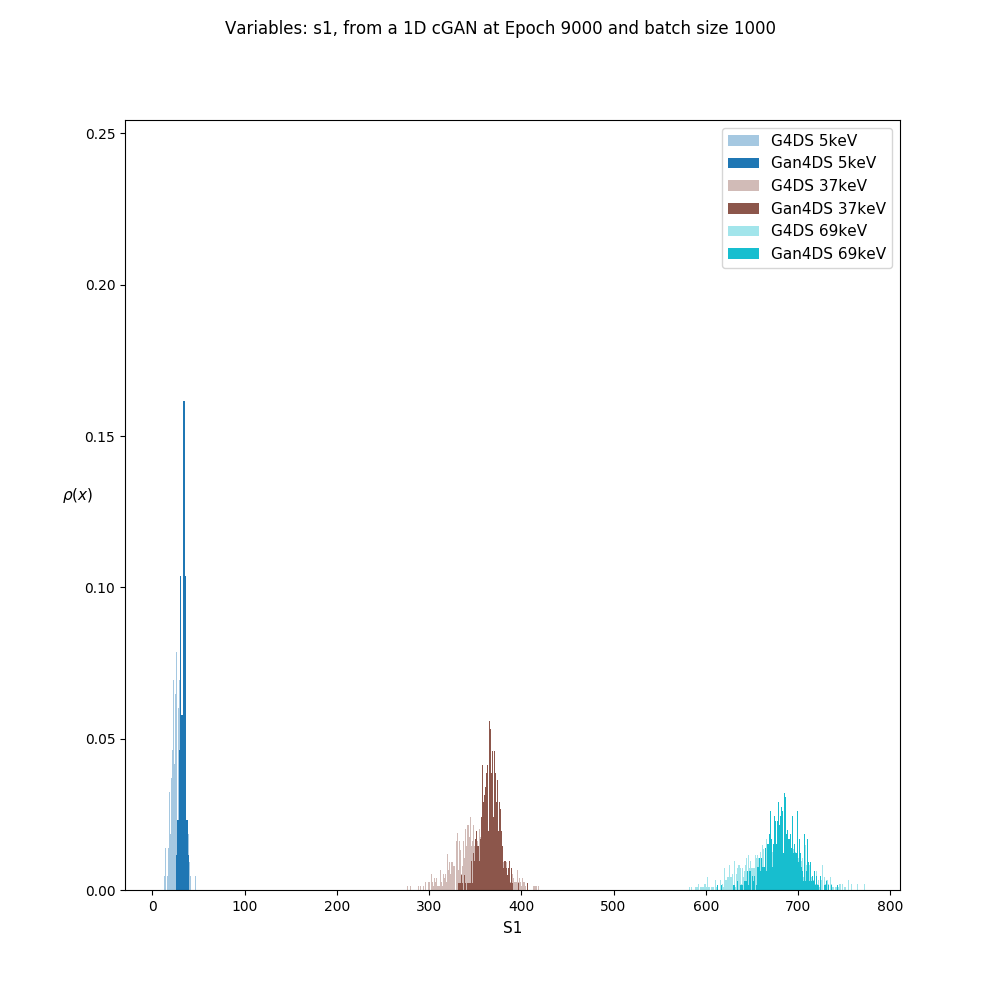 Variables: s1, from a 1D cGAN at Epoch 9000 and batch size 1000
G4DS 5keV
Gan4DS 5keV
G4DS 37keV
Gan4DS 37keV
G4DS 69keV
Gan4DS 69keV
0.25
0.20
0.15
ρ(x)
0.10
0.05
0.00
0 100 200 300 400 500 600 700 800
S1